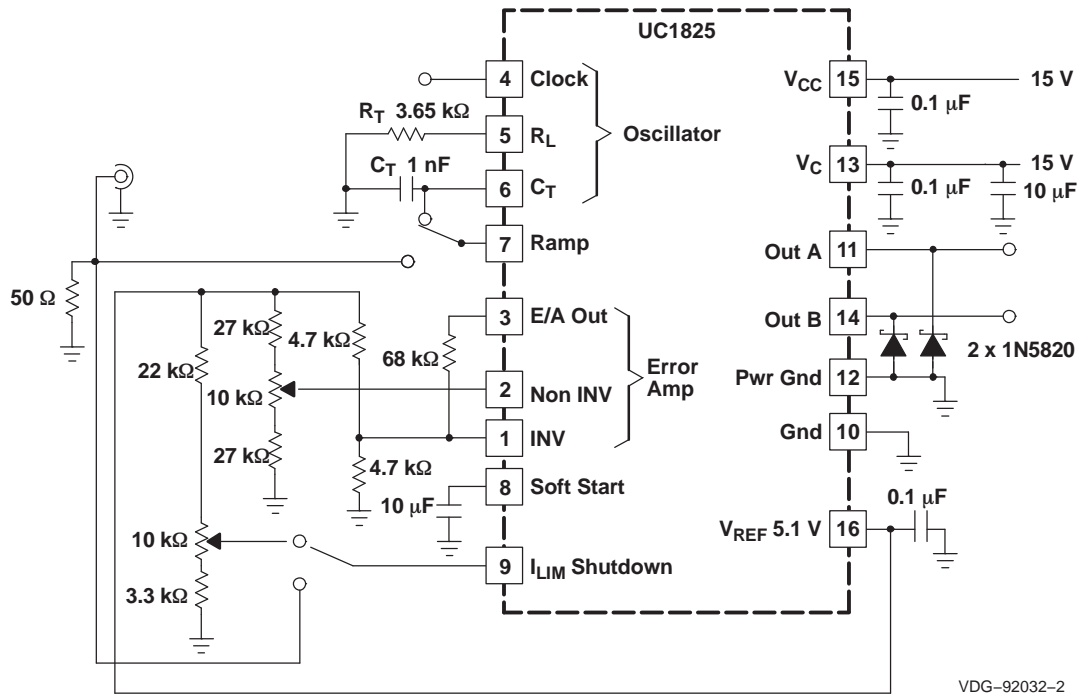 UC1825
4 Clock
R_T 3.65 kΩ
5 R_L
Oscillator
C_T 1 nF
6 C_T
7 Ramp
50 Ω
3 E/A Out
27 kΩ
4.7 kΩ
68 kΩ
22 kΩ
Error
Amp
2 Non INV
10 kΩ
1 INV
27 kΩ
4.7 kΩ
8 Soft Start
10 μF
10 kΩ
9 I_LIM Shutdown
3.3 kΩ
V_CC 15 15 V
0.1 μF
V_C 13 15 V
0.1 μF 10 μF
Out A 11
Out B 14
2 x 1N5820
Pwr Gnd 12
Gnd 10
0.1 μF
V_REF 5.1 V 16
VDG–92032–2